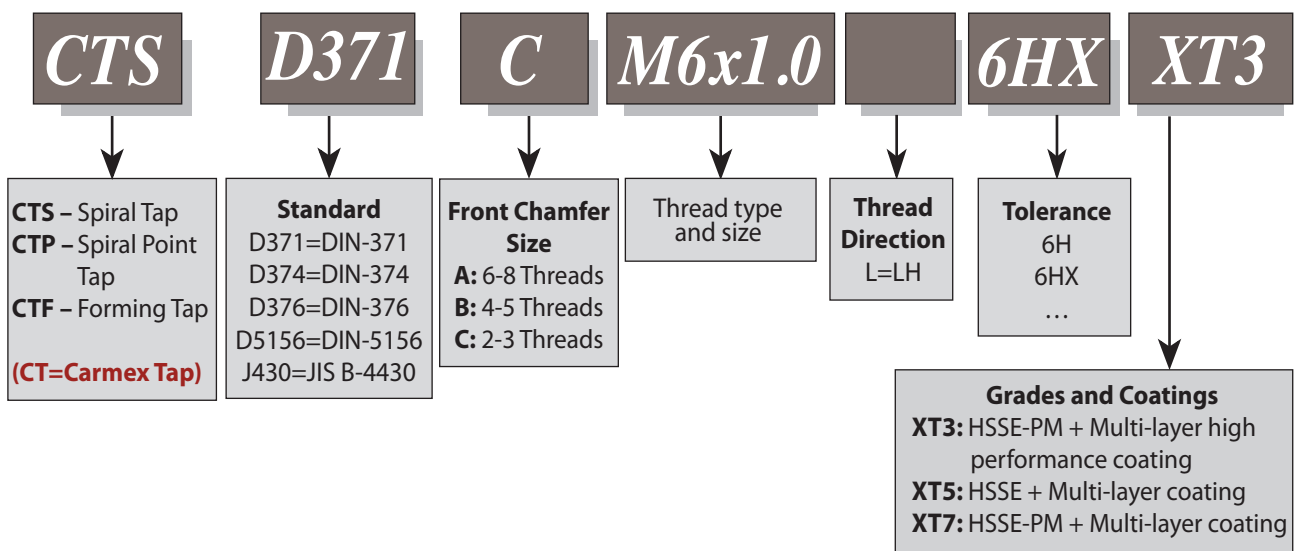 CTS D371 C M6x1.0 6HX XT3
CTS – Spiral Tap
CTP – Spiral Point
Tap
CTF – Forming Tap
(CT=Carmex Tap)
Standard
D371=DIN-371
D374=DIN-374
D376=DIN-376
D5156=DIN-5156
J430=JIS B-4430
Front Chamfer
Size
A: 6-8 Threads
B: 4-5 Threads
C: 2-3 Threads
Thread type
and size
Thread
Direction
L=LH
Tolerance
6H
6HX
…
Grades and Coatings
XT3: HSSE-PM + Multi-layer high
performance coating
XT5: HSSE + Multi-layer coating
XT7: HSSE-PM + Multi-layer coating